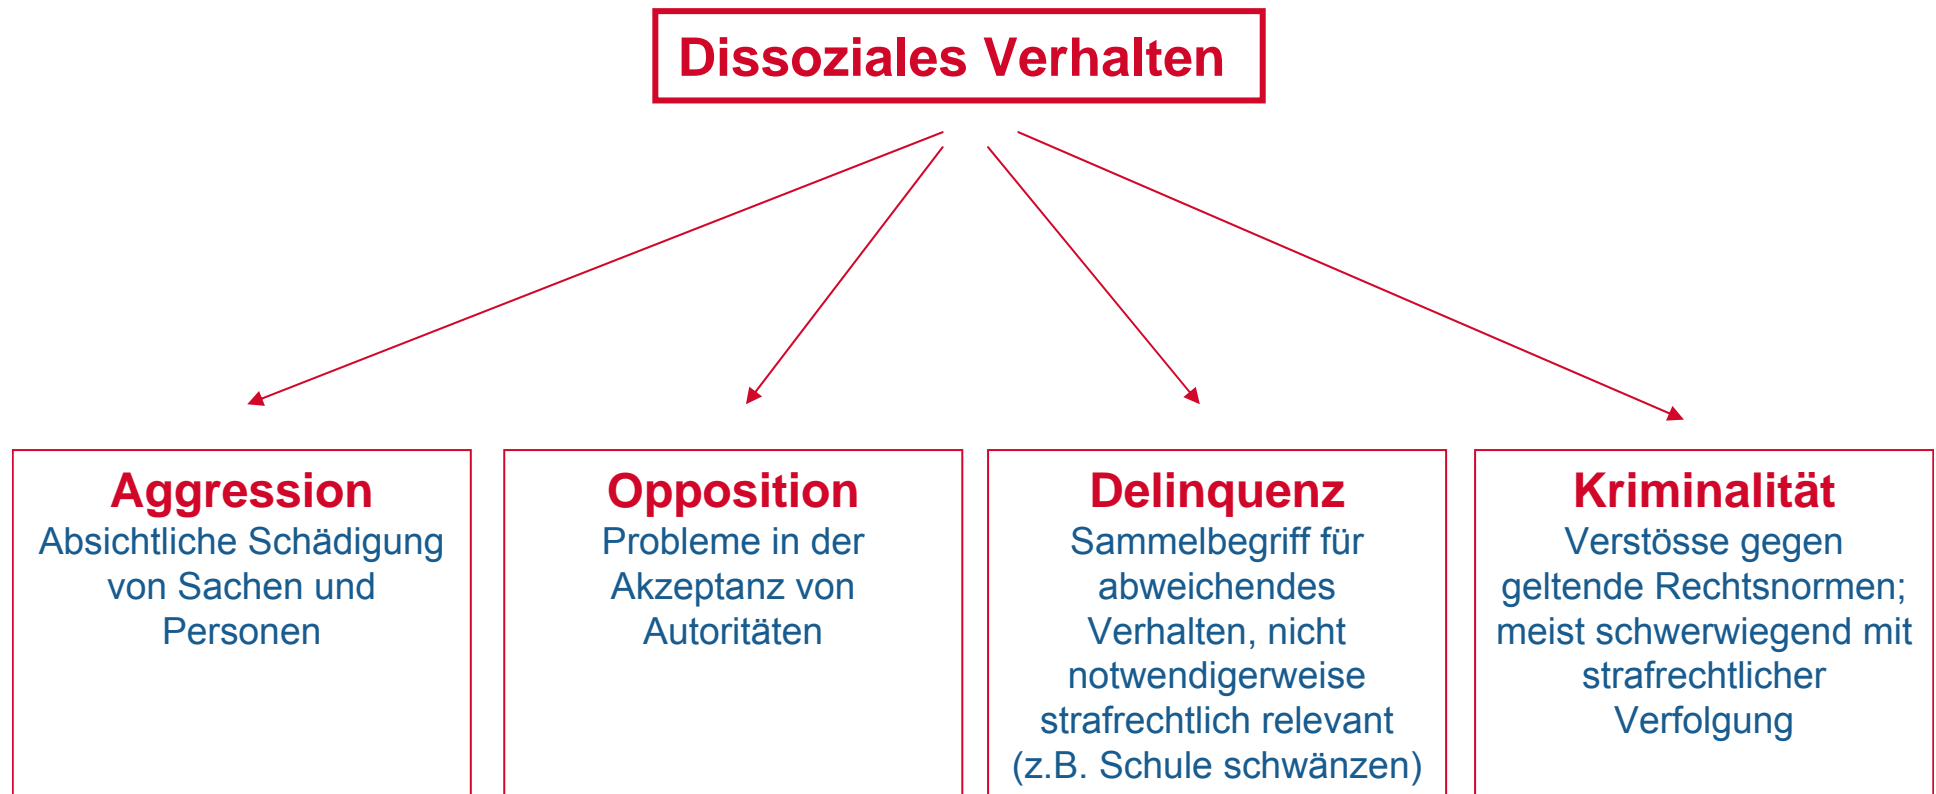 Dissoziales Verhalten
Aggression
Absichtliche Schädigung
von Sachen und
Personen
Opposition
Probleme in der
Akzeptanz von
Autoritäten
Delinquenz
Sammelbegriff für
abweichendes
Verhalten, nicht
notwendigerweise
strafrechtlich relevant
(z.B. Schule schwänzen)
Kriminalität
Verstösse gegen
geltende Rechtsnormen;
meist schwerwiegend mit
strafrechtlicher
Verfolgung